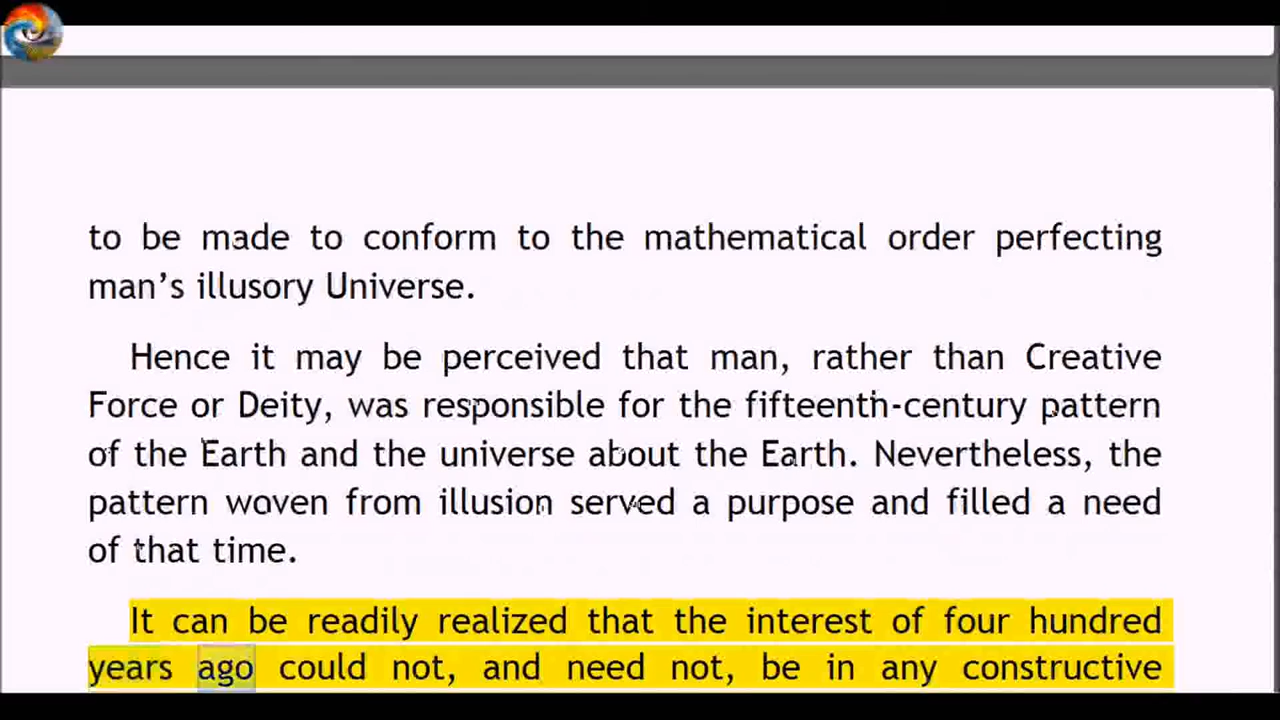 to be made to conform to the mathematical order perfecting
man’s illusory Universe.
Hence it may be perceived that man, rather than Creative
Force or Deity, was responsible for the fifteenth-century pattern
of the Earth and the universe about the Earth. Nevertheless, the
pattern woven from illusion served a purpose and filled a need
of that time.
It can be readily realized that the interest of four hundred
years ago could not, and need not, be in any constructive